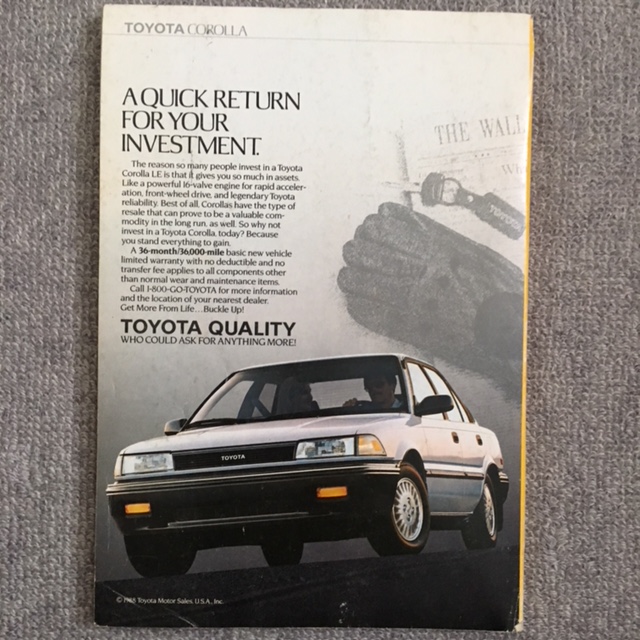 TOYOTA COROLLA
THE WALL
A QUICK RETURN
FOR YOUR
INVESTMENT.
The reason so many people invest in a Toyota
Corolla LE is that it gives you so much in assets.
Like a powerful 16-valve engine for rapid acceler-
ation, front-wheel drive, and legendary Toyota
reliability. Best of all, Corollas have the type of
resale that can prove to be a valuable com-
modity in the long run, as well. So why not
invest in a Toyota Corolla, today? Because
you stand everything to gain.
A 36-month/36,000-mile basic new vehicle
limited warranty with no deductible and no
transfer fee applies to all components other
than normal wear and maintenance items.
Call 1-800-GO-TOYOTA for more information
and the location of your nearest dealer.
Get More From Life...Buckle Up!
TOYOTA QUALITY
WHO COULD ASK FOR ANYTHING MORE!
TOYOTA
© 1988 Toyota Motor Sales, U.S.A., Inc.